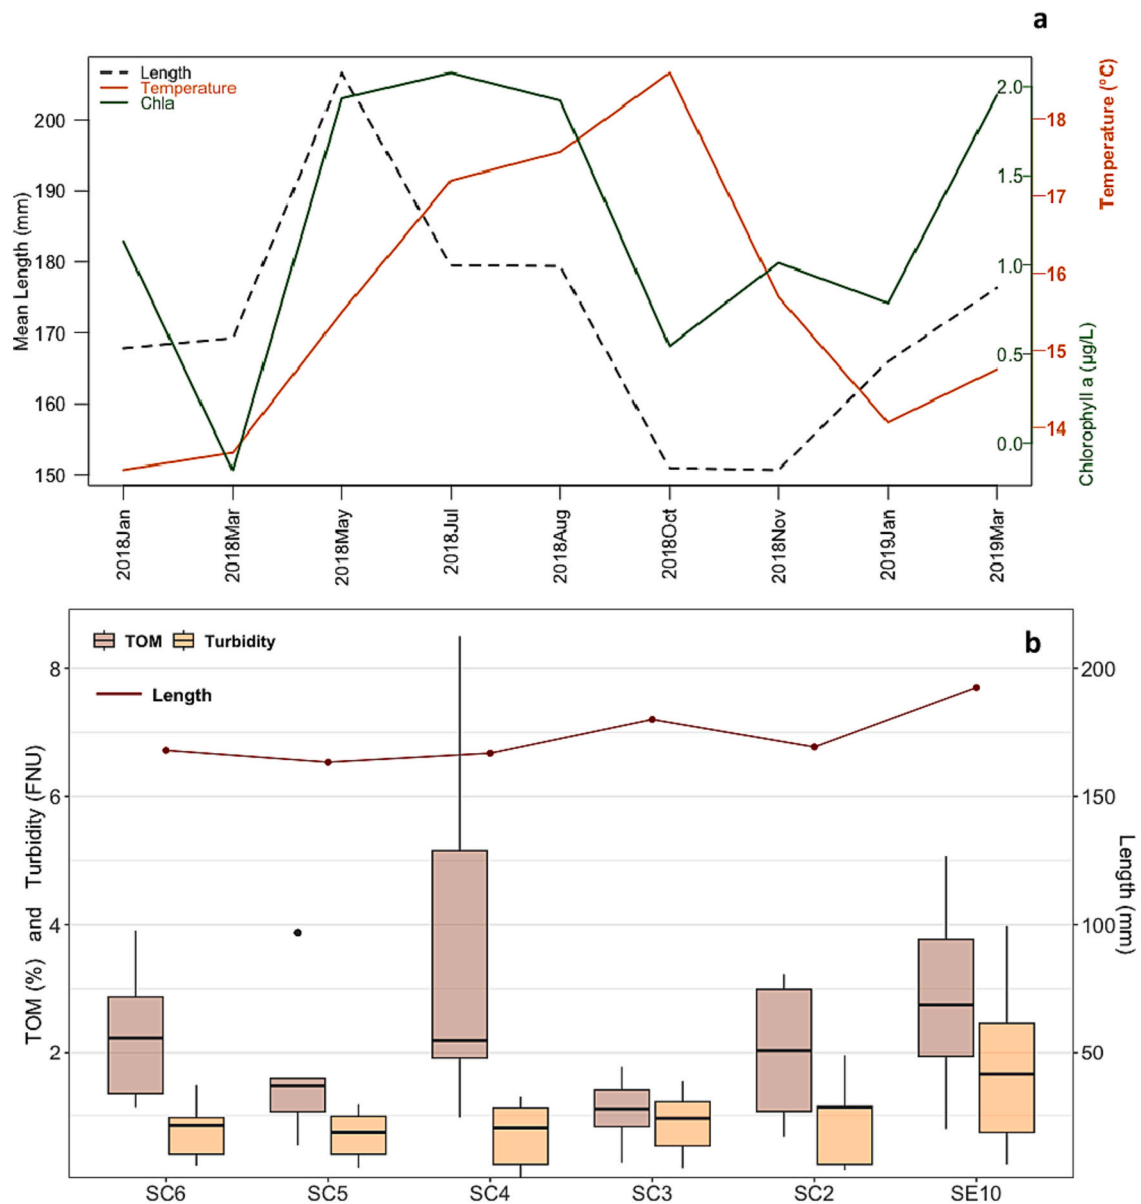 a
Length
Temperature
Chla
Mean Length (mm)
200
190
180
170
160
150
2.0
1.5
1.0
0.5
0.0
Chlorophyll a (µg/L)
18
17
16
15
14
Temperature (°C)
2018Jan
2018Mar
2018May
2018Jul
2018Aug
2018Oct
2018Nov
2019Jan
2019Mar
b
TOM Turbidity
Length
TOM (%) and Turbidity (FNU)
8
6
4
2
200
150
100
50
Length (mm)
SC6 SC5 SC4 SC3 SC2 SE10